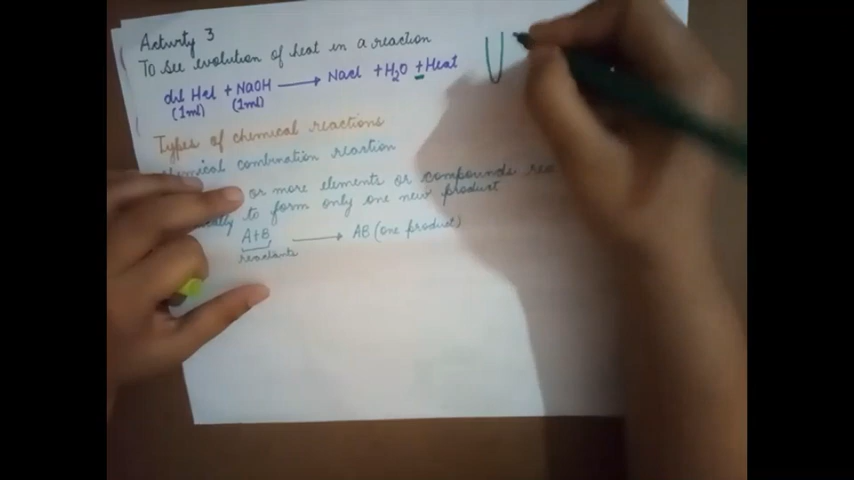 Activity 3
To see evolution of heat in a reaction
dil Hcl + NaOH ⟶ Nacl + H₂O + Heat
(1ml) (1ml)
Types of chemical reactions
chemical combination reaction
or more elements or compounds
to form only one new product
A+B ⟶ AB (one product)
reactants